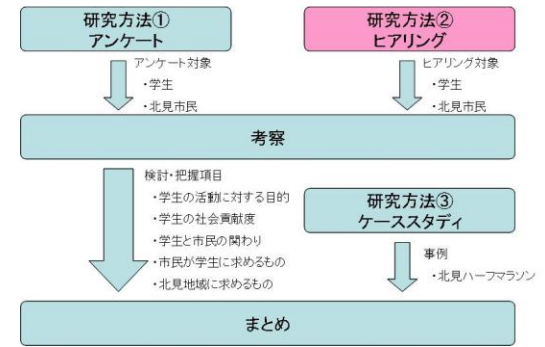 研究方法①
アンケート
研究方法②
ヒアリング
アンケート対象
・学生
・北見市民
ヒアリング対象
・学生
・北見市民
考察
検討・把握項目
・学生の活動に対する目的
・学生の社会貢献度
・学生と市民の関わり
・市民が学生に求めるもの
・北見地域に求めるもの
研究方法③
ケーススタディ
事例
・北見ハーフマラソン
まとめ